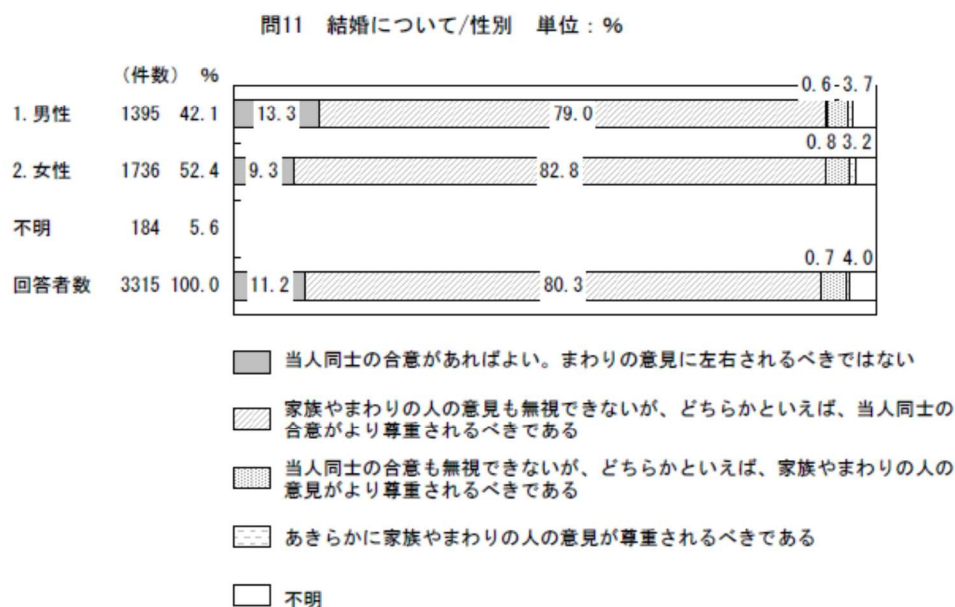 問11　結婚について/性別　単位：％
（件数）　%
0.6-3.7
1.男性　1395　42.1　13.3　79.0
0.8 3.2
2.女性　1736　52.4　9.3　82.8
不明　184　5.6
0.7 4.0
回答者数　3315　100.0　11.2　80.3
当人同士の合意があればよい。まわりの意見に左右されるべきではない
家族やまわりの人の意見も無視できないが、どちらかといえば、当人同士の
合意がより尊重されるべきである
当人同士の合意も無視できないが、どちらかといえば、家族やまわりの人の
意見がより尊重されるべきである
あきらかに家族やまわりの人の意見が尊重されるべきである
不明